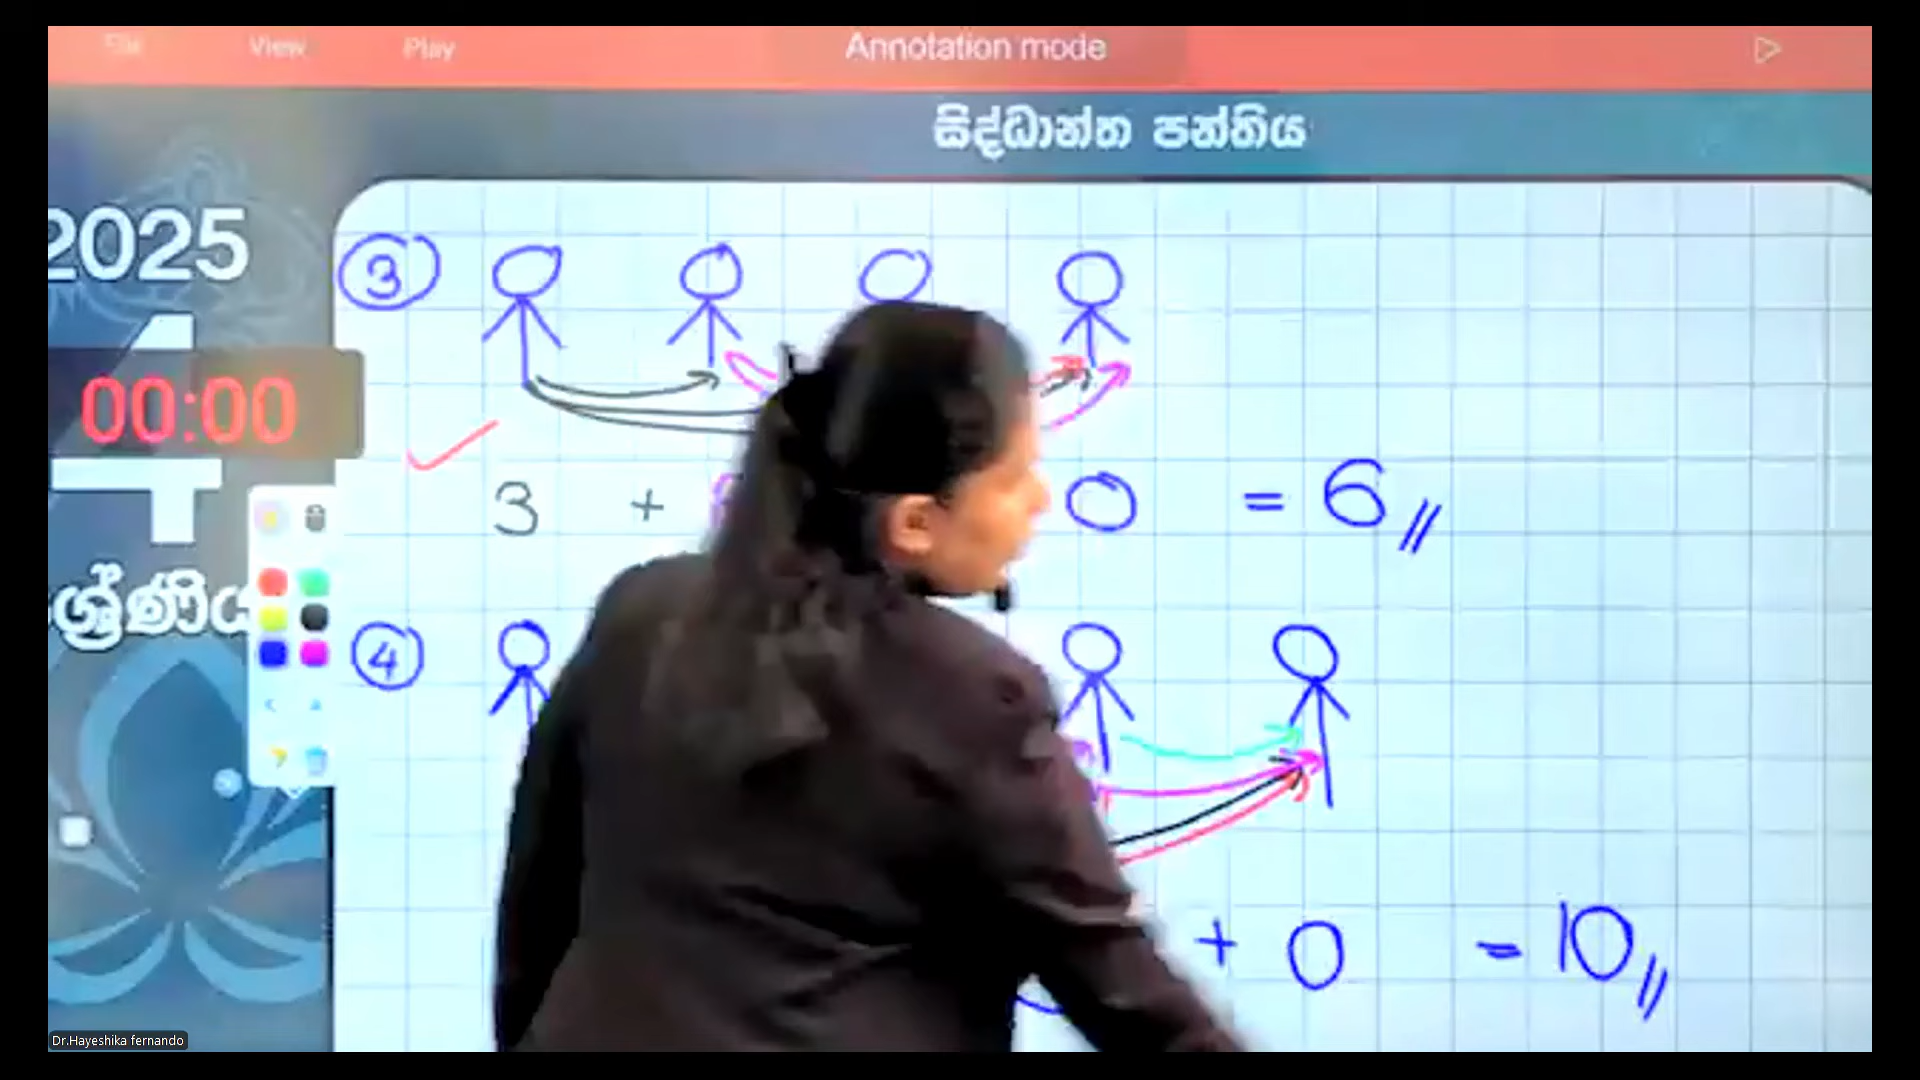 File View Play Annotation mode
සිද්ධාන්ත පන්තිය
2025
4
00:00
ශ්‍රේණිය
3
3 + 0 = 6
4
+ 0 = 10
Dr.Hayeshika fernando